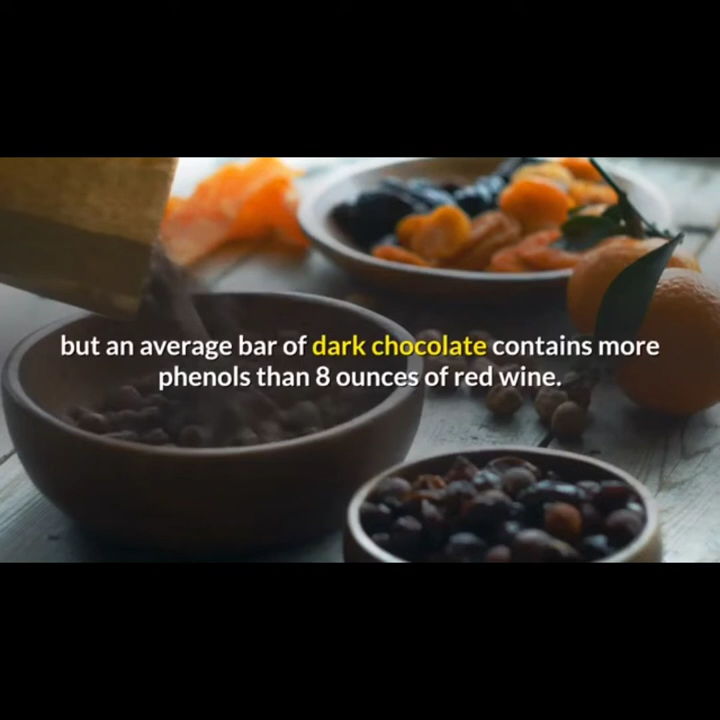 but an average bar of dark chocolate contains more
phenols than 8 ounces of red wine.